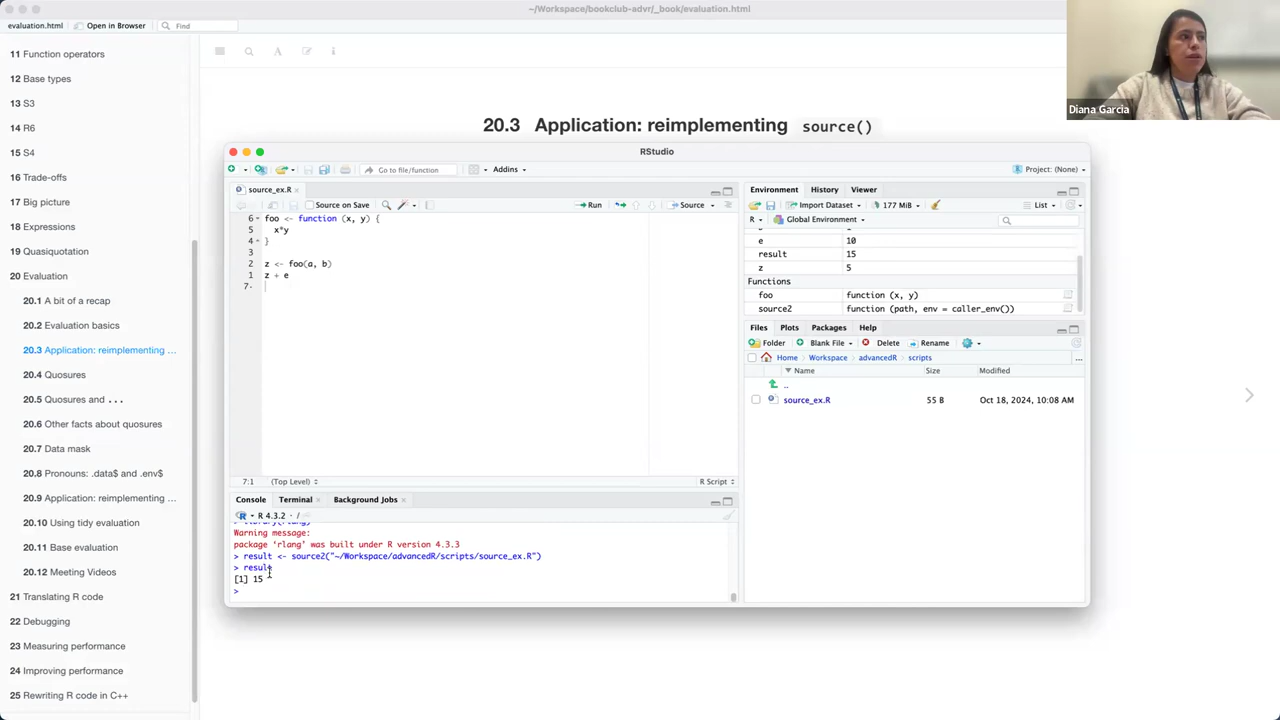 ~/Workspace/bookclub-advr/_book/evaluation.html
evaluation.html
Open in Browser
Find
11 Function operators
12 Base types
13 S3
14 R6
15 S4
16 Trade-offs
17 Big picture
18 Expressions
19 Quasiquotation
20 Evaluation
20.1 A bit of a recap
20.2 Evaluation basics
20.3 Application: reimplementing ...
20.4 Quosures
20.5 Quosures and ...
20.6 Other facts about quosures
20.7 Data mask
20.8 Pronouns: .data$ and .env$
20.9 Application: reimplementing ...
20.10 Using tidy evaluation
20.11 Base evaluation
20.12 Meeting Videos
21 Translating R code
22 Debugging
23 Measuring performance
24 Improving performance
25 Rewriting R code in C++
20.3 Application: reimplementing source()
Diana Garcia
RStudio
Go to file/function
Addins
Project: (None)
source_ex.R
Source on Save
Run
Source
6 foo <- function (x, y) {
5 x*y
4 }
3
2 z <- foo(a, b)
1 z + e
7
7:1 (Top Level) R Script
Console Terminal Background Jobs
R 4.3.2 · ~/
Warning message:
package 'rlang' was built under R version 4.3.3
> result <- source2("~/Workspace/advancedR/scripts/source_ex.R")
> result
[1] 15
>
Environment History Viewer
Import Dataset 177 MiB List
R Global Environment
e 10
result 15
z 5
Functions
foo function (x, y)
source2 function (path, env = caller_env())
Files Plots Packages Help
Folder Blank File Delete Rename
Home Workspace advancedR scripts ...
Name Size Modified
..
source_ex.R 55 B Oct 18, 2024, 10:08 AM